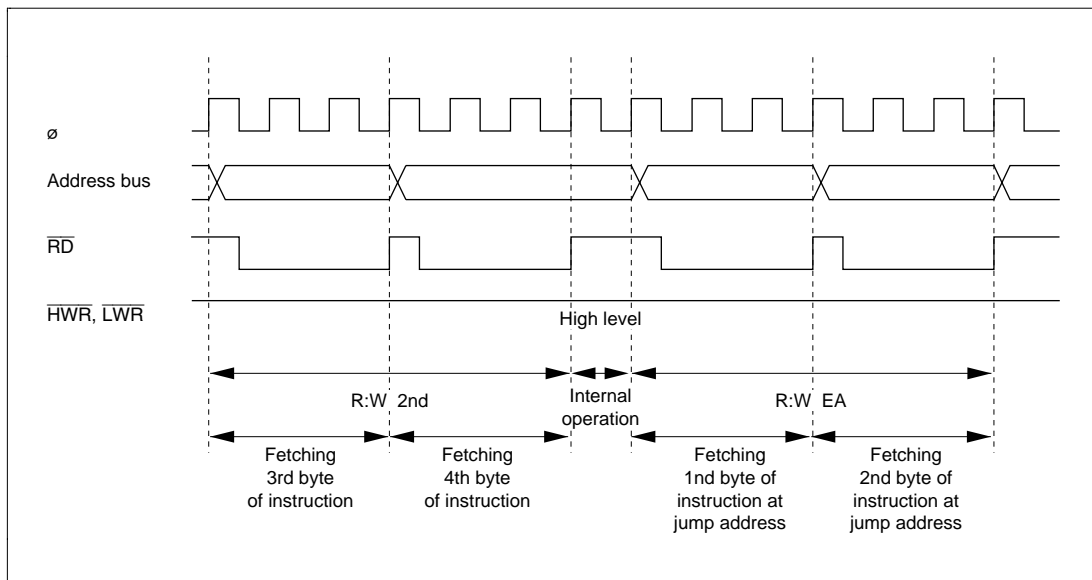 ø
Address bus
RD
HWR, LWR
High level
R:W 2nd
Internal
operation
R:W EA
Fetching
3rd byte
of instruction
Fetching
4th byte
of instruction
Fetching
1nd byte of
instruction at
jump address
Fetching
2nd byte of
instruction at
jump address